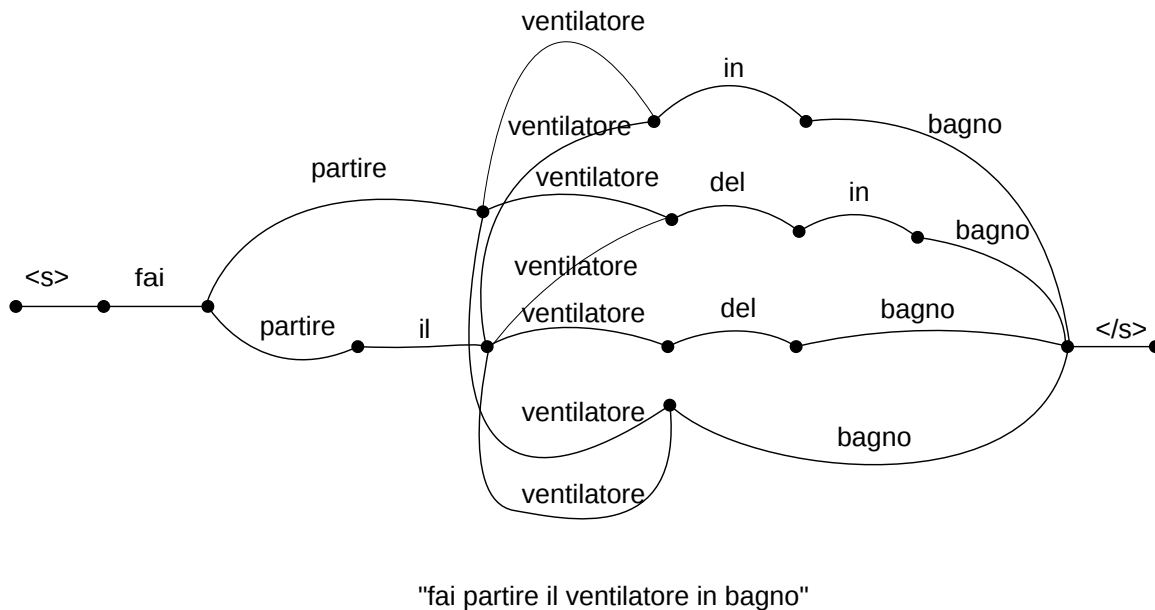 ventilatore
in
ventilatore
bagno
partire
ventilatore
del
in
bagno
<s>
fai
ventilatore
partire
il
ventilatore
del
bagno
</s>
ventilatore
bagno
ventilatore
"fai partire il ventilatore in bagno"